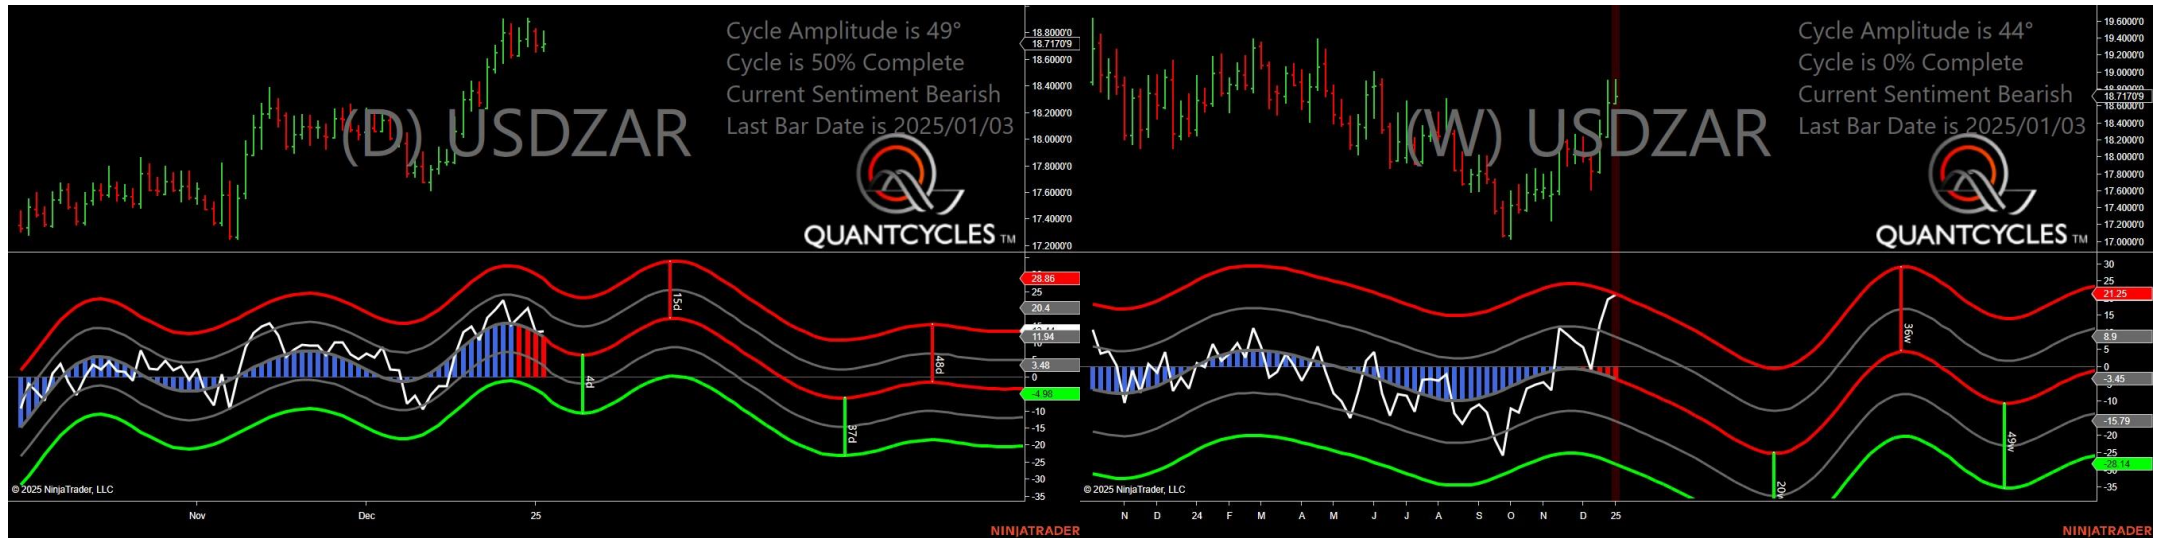 Cycle Amplitude is 49°
Cycle is 50% Complete
Current Sentiment Bearish
Last Bar Date is 2025/01/03
(D) USDZAR
QUANTCYCLES TM
18.8000'0
18.7170'9
18.6000'0
18.4000'0
18.2000'0
18.0000'0
17.8000'0
17.6000'0
17.4000'0
17.2000'0
28.86
25
20.4
11.94
5
3.48
0
-4.98
-10
-15
-20
-25
-30
-35
4d
15d
37d
48d
© 2025 NinjaTrader, LLC
Nov
Dec
25
NINJATRADER
Cycle Amplitude is 44°
Cycle is 0% Complete
Current Sentiment Bearish
Last Bar Date is 2025/01/03
(W) USDZAR
QUANTCYCLES TM
19.6000'0
19.4000'0
19.2000'0
19.0000'0
18.7170'9
18.6000'0
18.4000'0
18.2000'0
18.0000'0
17.8000'0
17.6000'0
17.4000'0
17.2000'0
17.0000'0
30
25
21.25
15
8.9
5
0
-3.45
-10
-15.79
-20
-25
-28.14
-35
20w
36w
49w
© 2025 NinjaTrader, LLC
N D 24 F M A M J J A S O N D 25
NINJATRADER